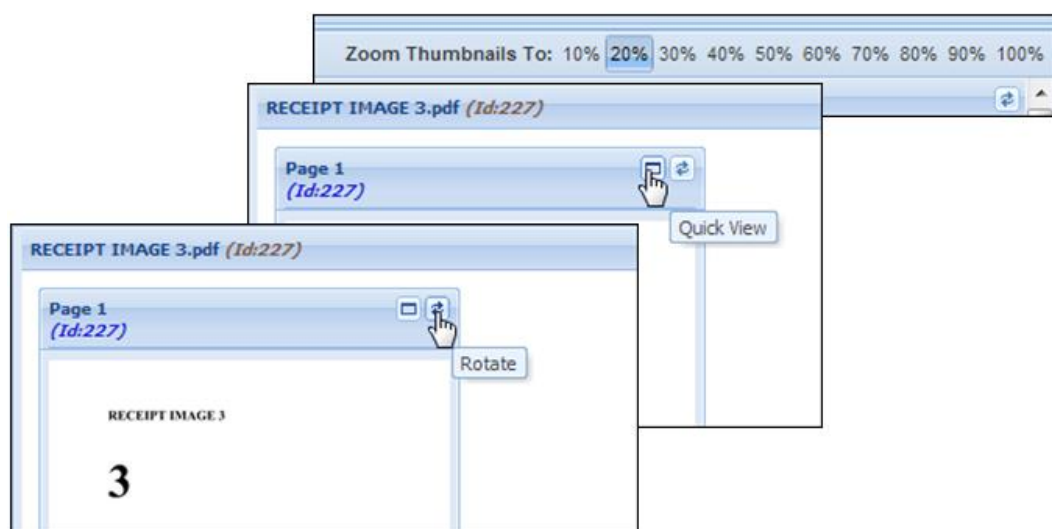 Zoom Thumbnails To: 10% 20% 30% 40% 50% 60% 70% 80% 90% 100%
RECEIPT IMAGE 3.pdf (Id:227)
Page 1
(Id:227)
Quick View
RECEIPT IMAGE 3.pdf (Id:227)
Page 1
(Id:227)
Rotate
RECEIPT IMAGE 3
3